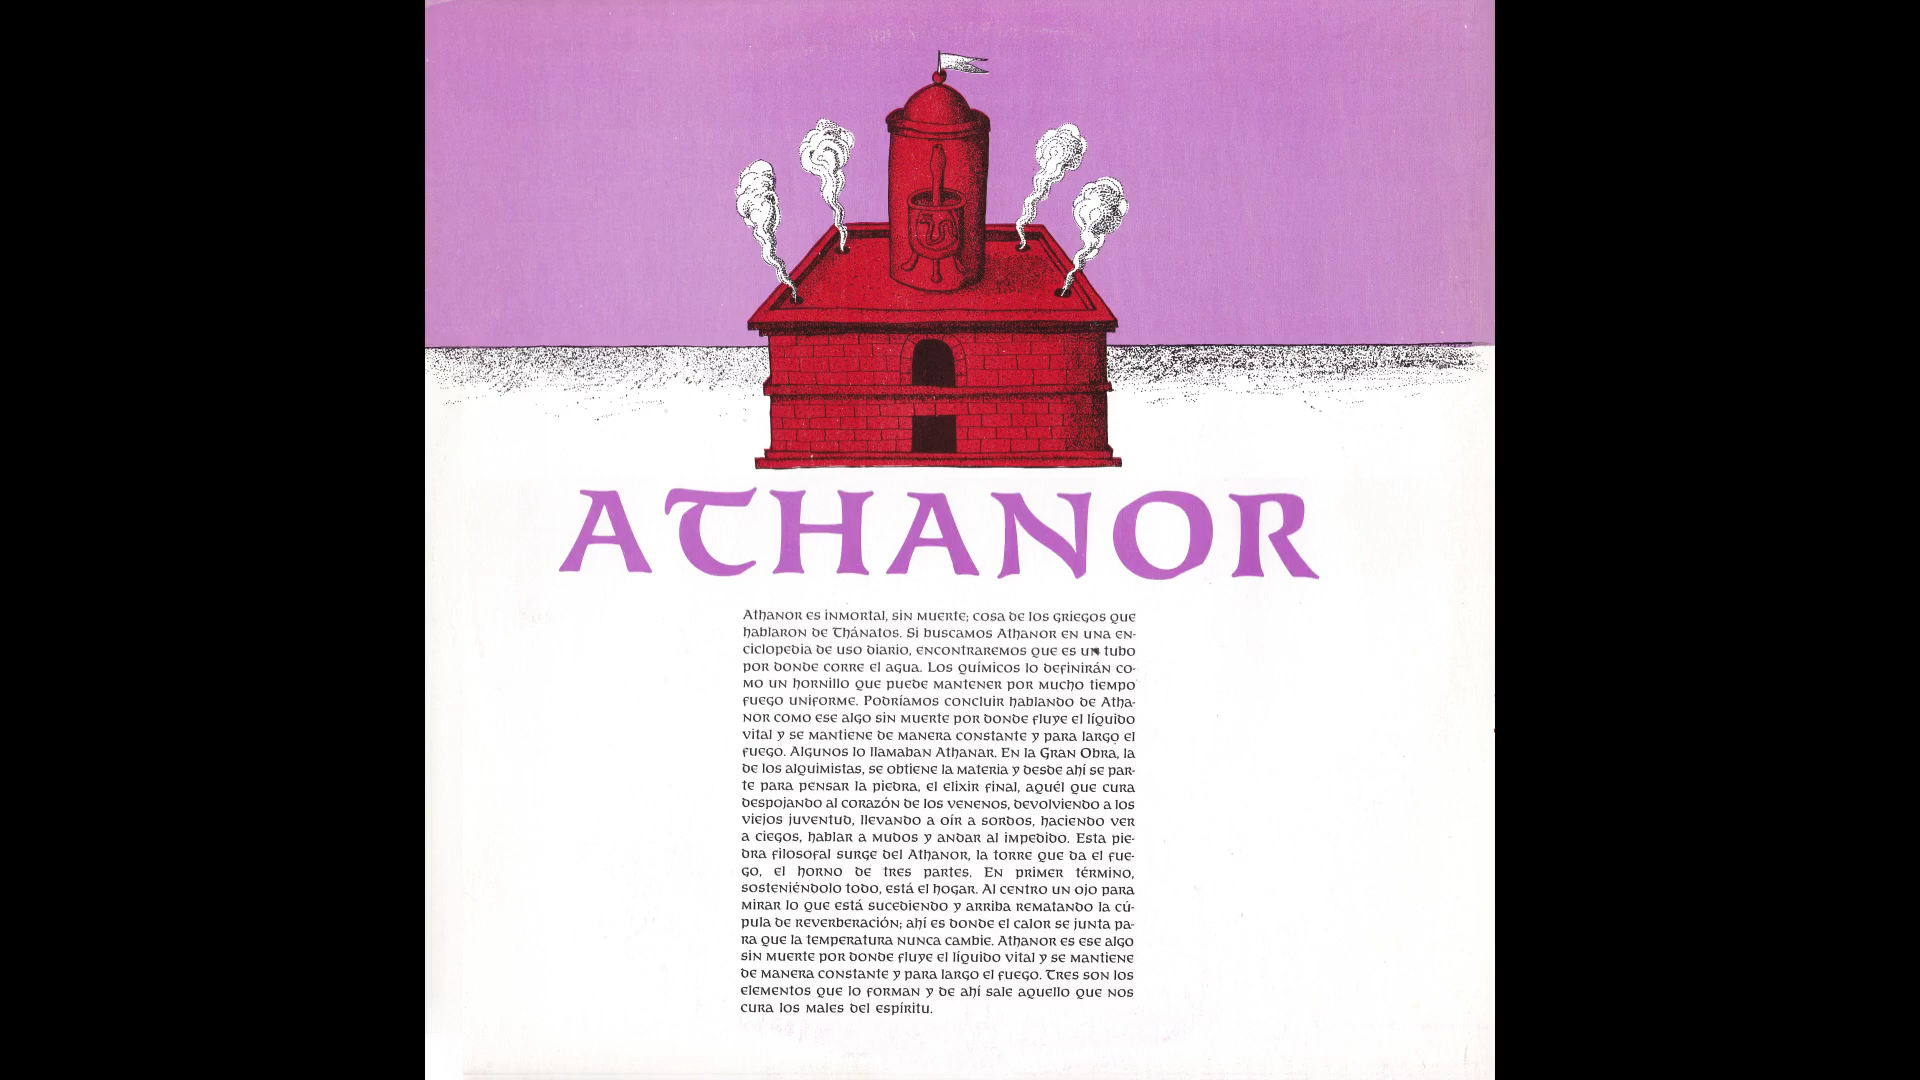 ATHANOR
Athanor es inmortal, sin muerte; cosa de los griegos que
hablaron de Thánatos. Si buscamos Athanor en una en-
ciclopedia de uso diario, encontraremos que es un tubo
por donde corre el agua. Los químicos lo definirán co-
mo un hornillo que puede mantener por mucho tiempo
fuego uniforme. Podríamos concluir hablando de Atha-
nor como ese algo sin muerte por donde fluye el líquido
vital y se mantiene de manera constante y para largo el
fuego. Algunos lo llamaban Athanar. En la Gran Obra, la
de los alquimistas, se obtiene la materia y desde ahí se par-
te para pensar la piedra, el elixir final, aquél que cura
despojando al corazón de los venenos, devolviendo a los
viejos juventud, llevando a oír a sordos, haciendo ver
a ciegos, hablar a mudos y andar al impedido. Esta pie-
dra filosofal surge del Athanor, la torre que da el fue-
go, el horno de tres partes. En primer término,
sosteniéndolo todo, está el hogar. Al centro un ojo para
mirar lo que está sucediendo y arriba rematando la cú-
pula de reverberación; ahí es donde el calor se junta pa-
ra que la temperatura nunca cambie. Athanor es ese algo
sin muerte por donde fluye el líquido vital y se mantiene
de manera constante y para largo el fuego. Tres son los
elementos que lo forman y de ahí sale aquello que nos
cura los males del espíritu.